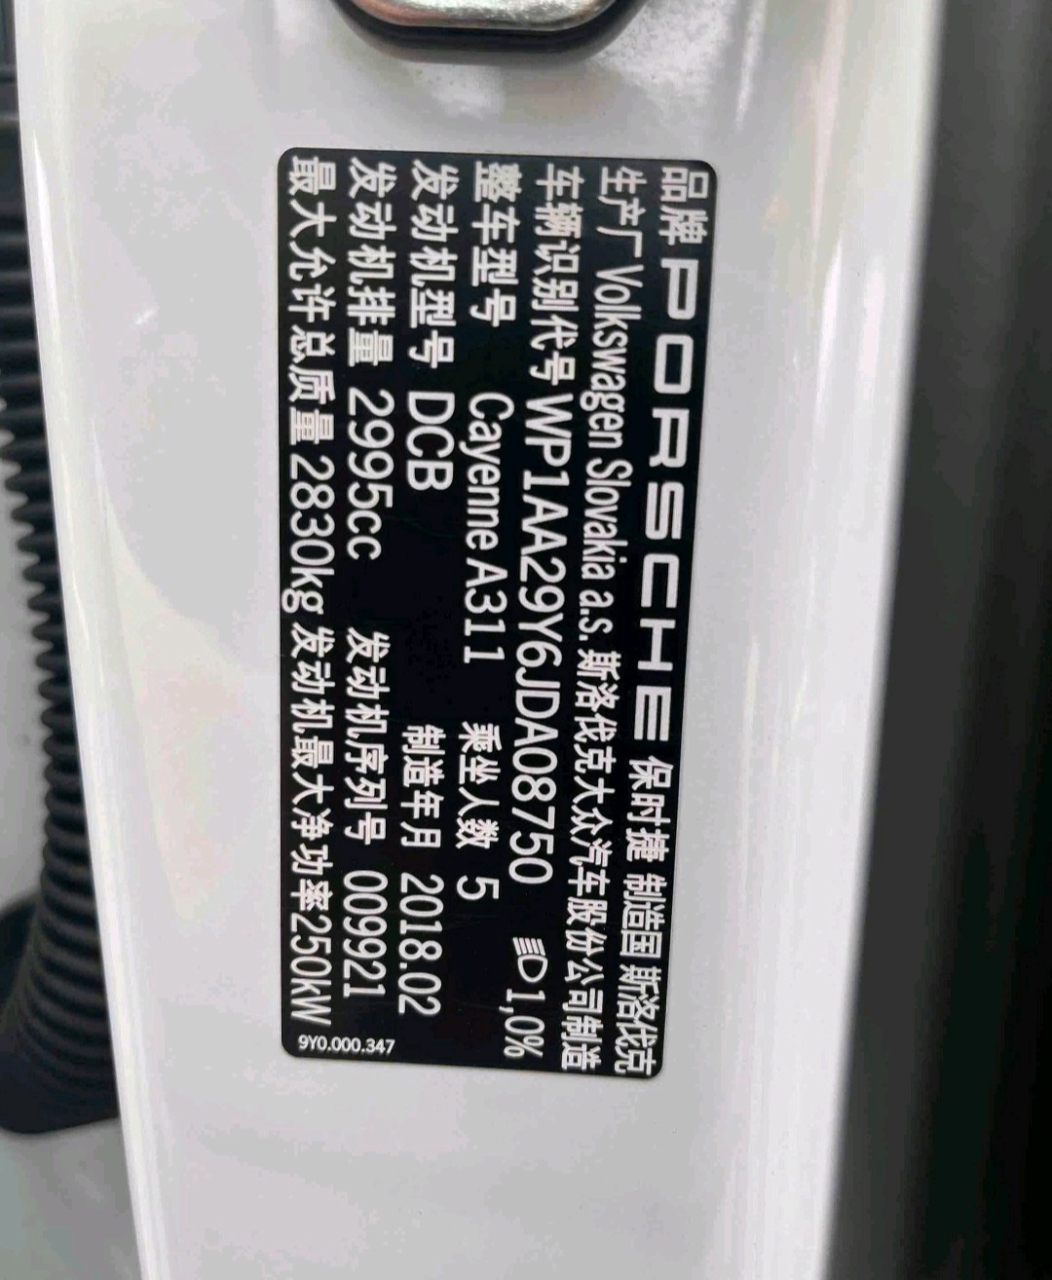 品牌 PORSCHE 保时捷 制造国 斯洛伐克
生产厂 Volkswagen Slovakia a.s. 斯洛伐克大众汽车股份公司制造
车辆识别代号 WP1AA29Y6JDA08750 1,0%
整车型号 Cayenne A311 乘坐人数 5
发动机型号 DCB 制造年月 2018.02
发动机排量 2995cc 发动机序列号 009921
最大允许总质量 2830kg 发动机最大净功率250kW
9Y0.000.347